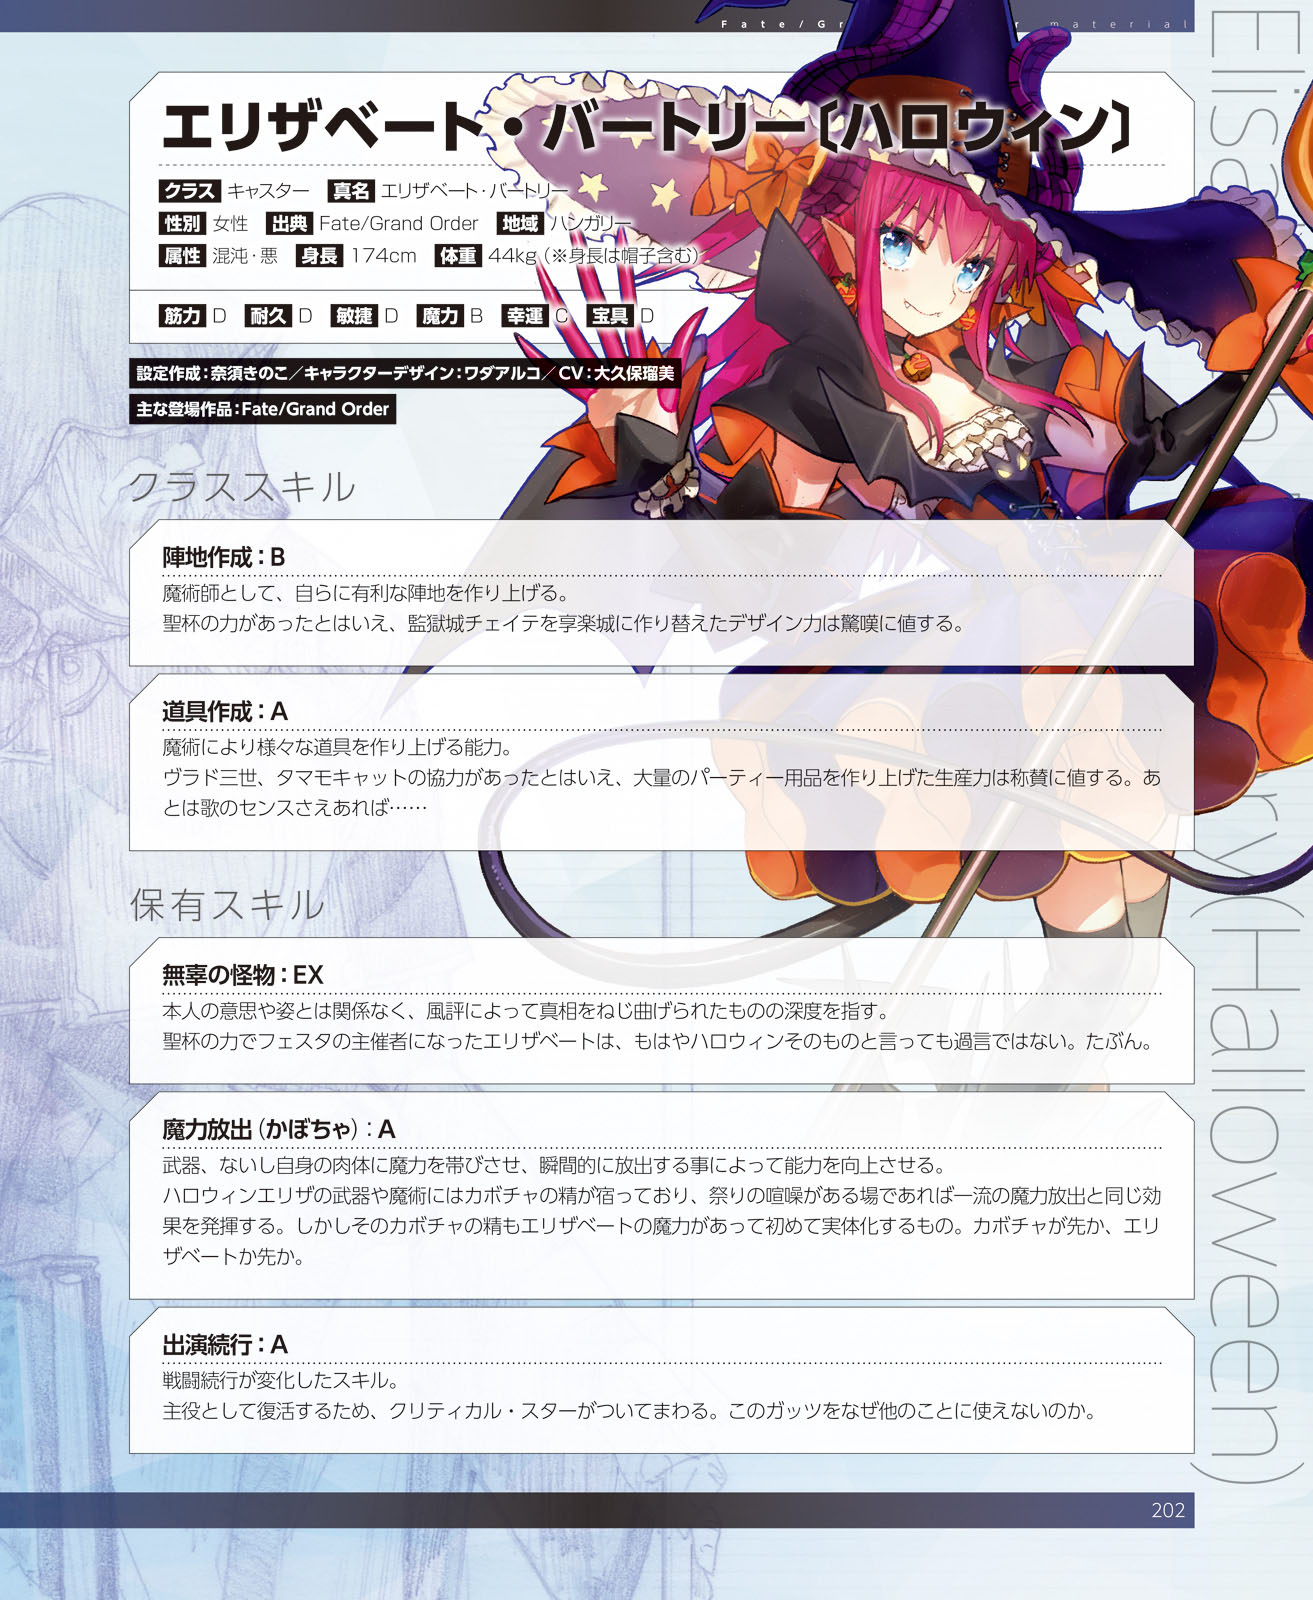 Fate/Gr r material
エリザベート・バートリー〔ハロウィン〕
クラス キャスター 真名 エリザベート・バートリー
性別 女性 出典 Fate/Grand Order 地域 ハンガリー
属性 混沌・悪 身長 174cm 体重 44kg（※身長は帽子含む）
筋力 D 耐久 D 敏捷 D 魔力 B 幸運 C 宝具 D
設定作成：奈須きのこ／キャラクターデザイン：ワダアルコ／CV：大久保瑠美
主な登場作品：Fate/Grand Order
クラススキル
陣地作成：B
魔術師として、自らに有利な陣地を作り上げる。
聖杯の力があったとはいえ、監獄城チェイテを享楽城に作り替えたデザイン力は驚嘆に値する。
道具作成：A
魔術により様々な道具を作り上げる能力。
ヴラド三世、タマモキャットの協力があったとはいえ、大量のパーティー用品を作り上げた生産力は称賛に値する。あ
とは歌のセンスさえあれば……
保有スキル
無辜の怪物：EX
本人の意思や姿とは関係なく、風評によって真相をねじ曲げられたものの深度を指す。
聖杯の力でフェスタの主催者になったエリザベートは、もはやハロウィンそのものと言っても過言ではない。たぶん。
魔力放出（かぼちゃ）：A
武器、ないし自身の肉体に魔力を帯びさせ、瞬間的に放出する事によって能力を向上させる。
ハロウィンエリザの武器や魔術にはカボチャの精が宿っており、祭りの喧噪がある場であれば一流の魔力放出と同じ効
果を発揮する。しかしそのカボチャの精もエリザベートの魔力があって初めて実体化するもの。カボチャが先か、エリ
ザベートか先か。
出演続行：A
戦闘続行が変化したスキル。
主役として復活するため、クリティカル・スターがついてまわる。このガッツをなぜ他のことに使えないのか。
202
Elisa h ry(Halloween)